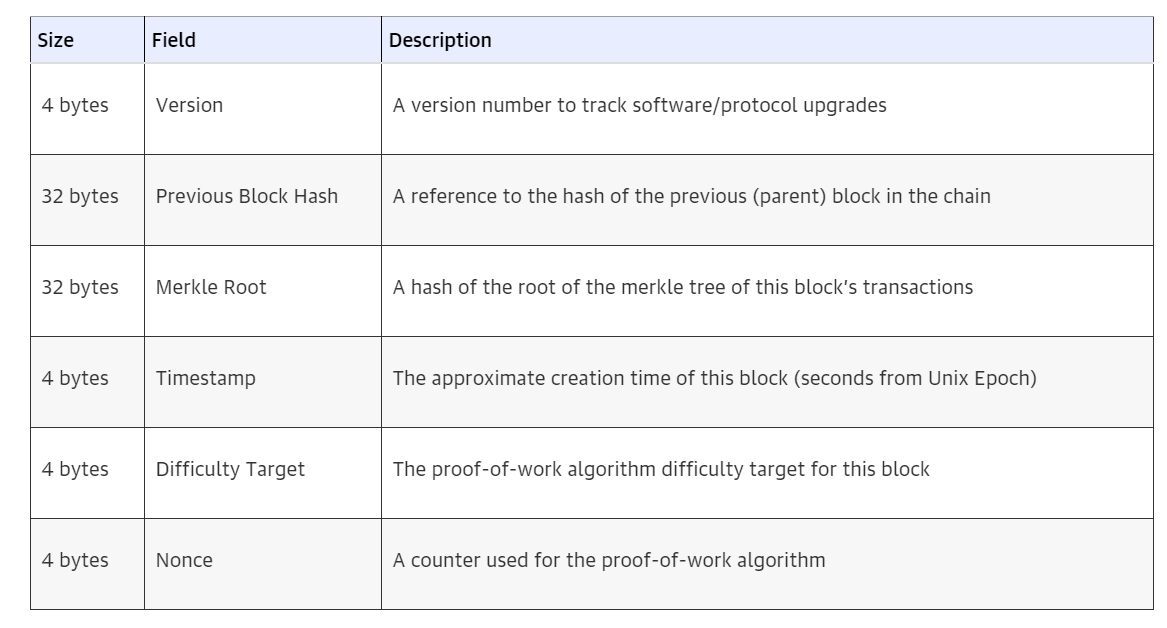 Size Field Description
4 bytes Version A version number to track software/protocol upgrades
32 bytes Previous Block Hash A reference to the hash of the previous (parent) block in the chain
32 bytes Merkle Root A hash of the root of the merkle tree of this block's transactions
4 bytes Timestamp The approximate creation time of this block (seconds from Unix Epoch)
4 bytes Difficulty Target The proof-of-work algorithm difficulty target for this block
4 bytes Nonce A counter used for the proof-of-work algorithm